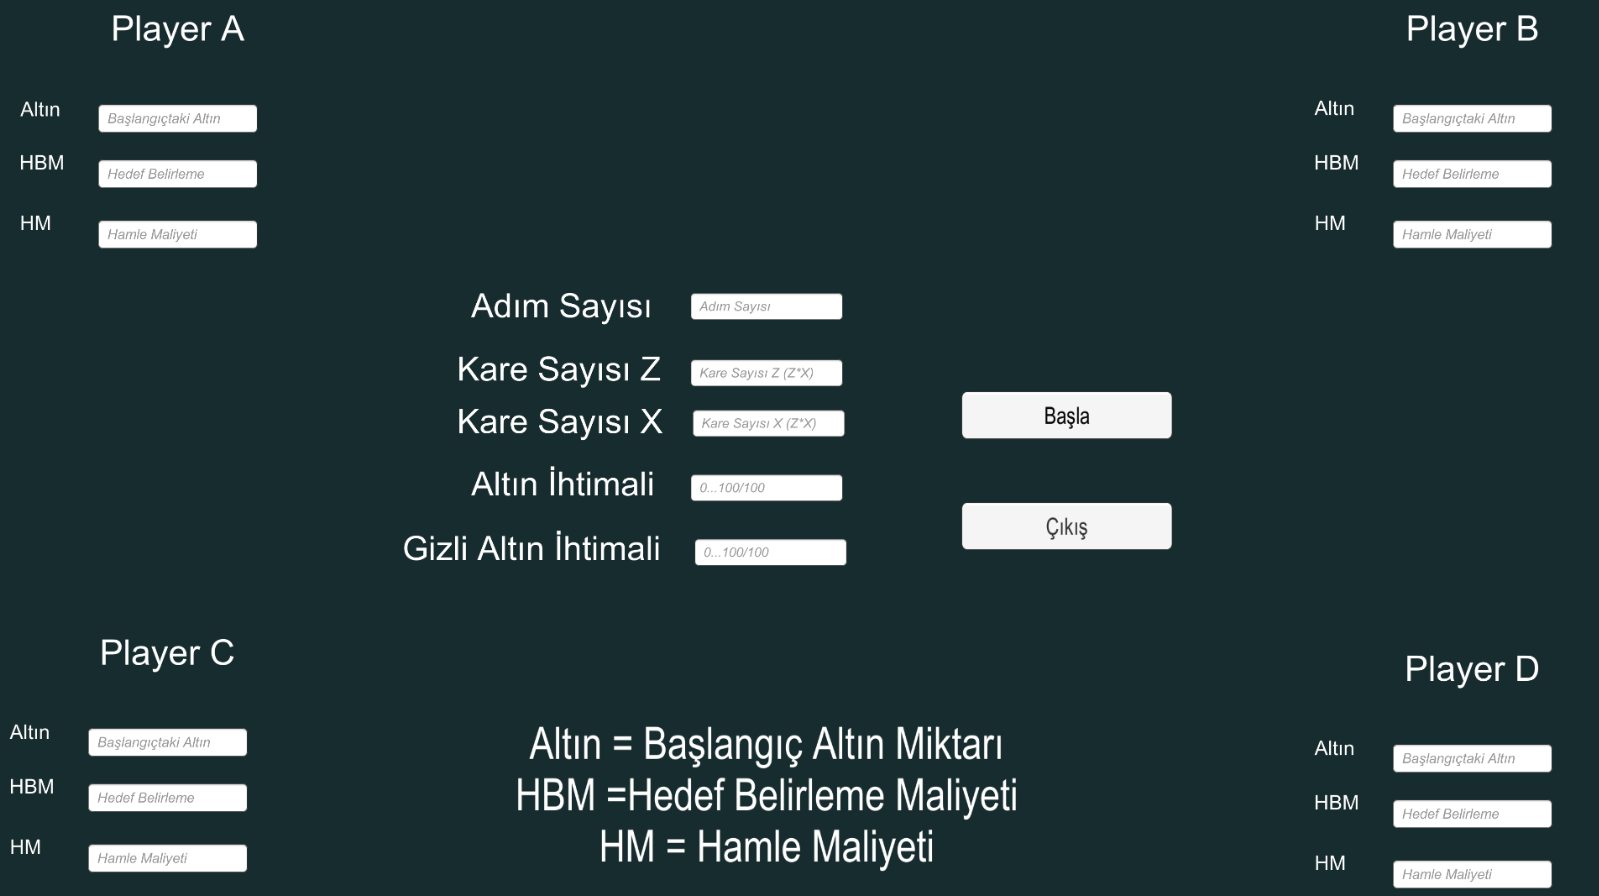 Player A
Altın
Başlangıçtaki Altın
HBM
Hedef Belirleme
HM
Hamle Maliyeti
Player B
Altın
Başlangıçtaki Altın
HBM
Hedef Belirleme
HM
Hamle Maliyeti
Adım Sayısı
Adım Sayısı
Kare Sayısı Z
Kare Sayısı Z (Z*X)
Kare Sayısı X
Kare Sayısı X (Z*X)
Altın İhtimali
0...100/100
Gizli Altın İhtimali
0...100/100
Başla
Çıkış
Player C
Altın
Başlangıçtaki Altın
HBM
Hedef Belirleme
HM
Hamle Maliyeti
Altın = Başlangıç Altın Miktarı
HBM =Hedef Belirleme Maliyeti
HM = Hamle Maliyeti
Player D
Altın
Başlangıçtaki Altın
HBM
Hedef Belirleme
HM
Hamle Maliyeti